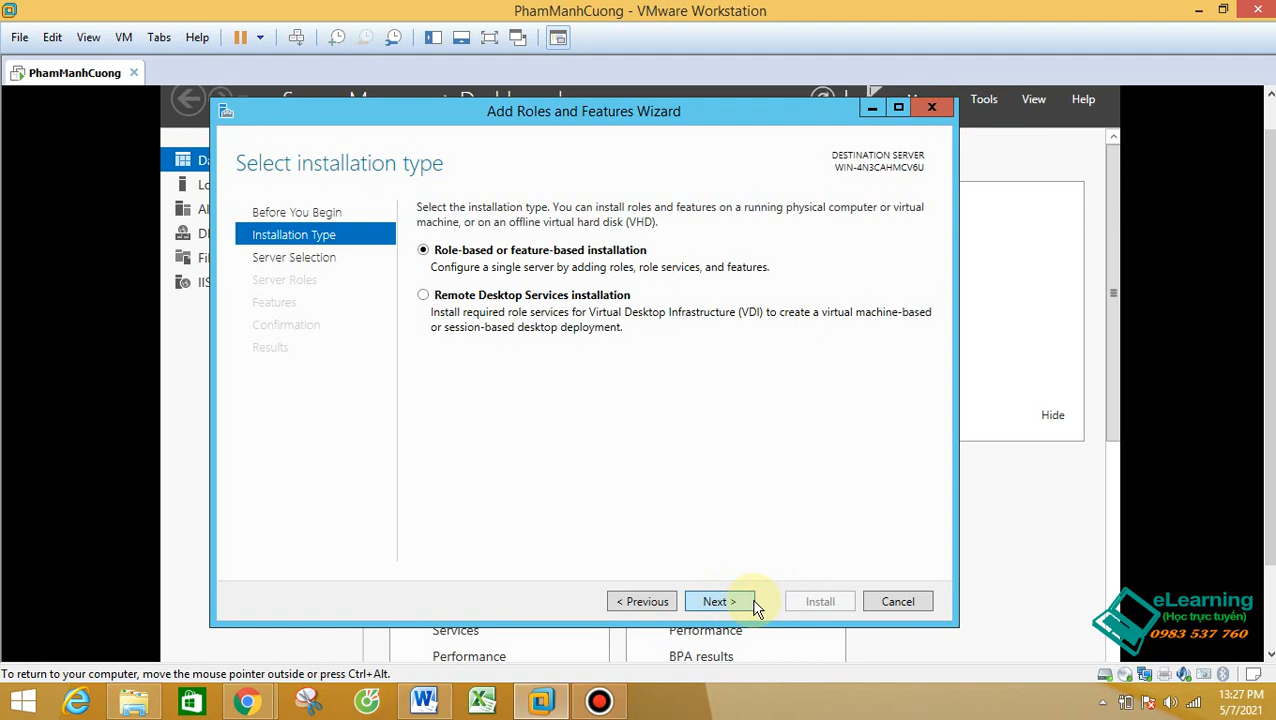 PhamManhCuong - VMware Workstation
File Edit View VM Tabs Help
PhamManhCuong
Tools View Help
Add Roles and Features Wizard
Select installation type
DESTINATION SERVER
WIN-4N3CAHMCV6U
Before You Begin
Installation Type
Server Selection
Server Roles
Features
Confirmation
Results
Select the installation type. You can install roles and features on a running physical computer or virtual
machine, or on an offline virtual hard disk (VHD).
Role-based or feature-based installation
Configure a single server by adding roles, role services, and features.
Remote Desktop Services installation
Install required role services for Virtual Desktop Infrastructure (VDI) to create a virtual machine-based
or session-based desktop deployment.
Hide
< Previous Next > Install Cancel
Services Performance
Performance BPA results
eLearning
(Học trực tuyến)
0983 537 760
To return to your computer, move the mouse pointer outside or press Ctrl+Alt.
13:27 PM
5/7/2021